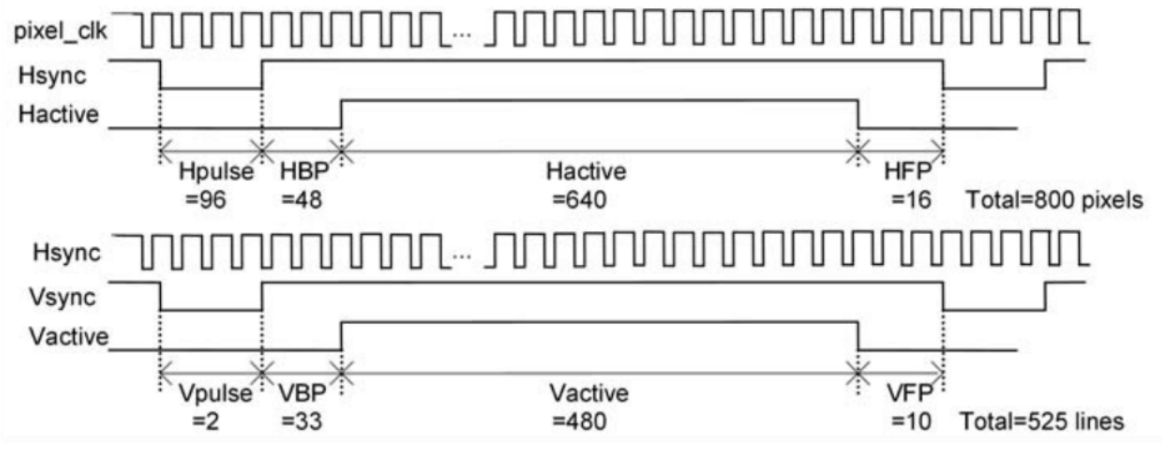 pixel_clk ...
Hsync
Hactive
Hpulse HBP Hactive HFP
=96 =48 =640 =16 Total=800 pixels
Hsync ...
Vsync
Vactive
Vpulse VBP Vactive VFP
=2 =33 =480 =10 Total=525 lines